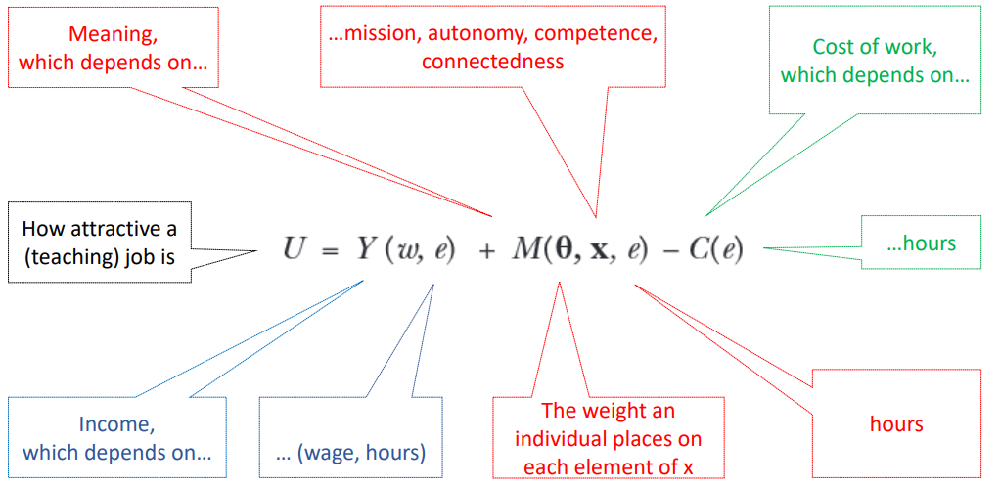 Meaning,
which depends on...
...mission, autonomy, competence,
connectedness
Cost of work,
which depends on...
How attractive a
(teaching) job is
U = Y (w, e) + M(θ, x, e) − C(e)
...hours
Income,
which depends on...
... (wage, hours)
The weight an
individual places on
each element of x
hours